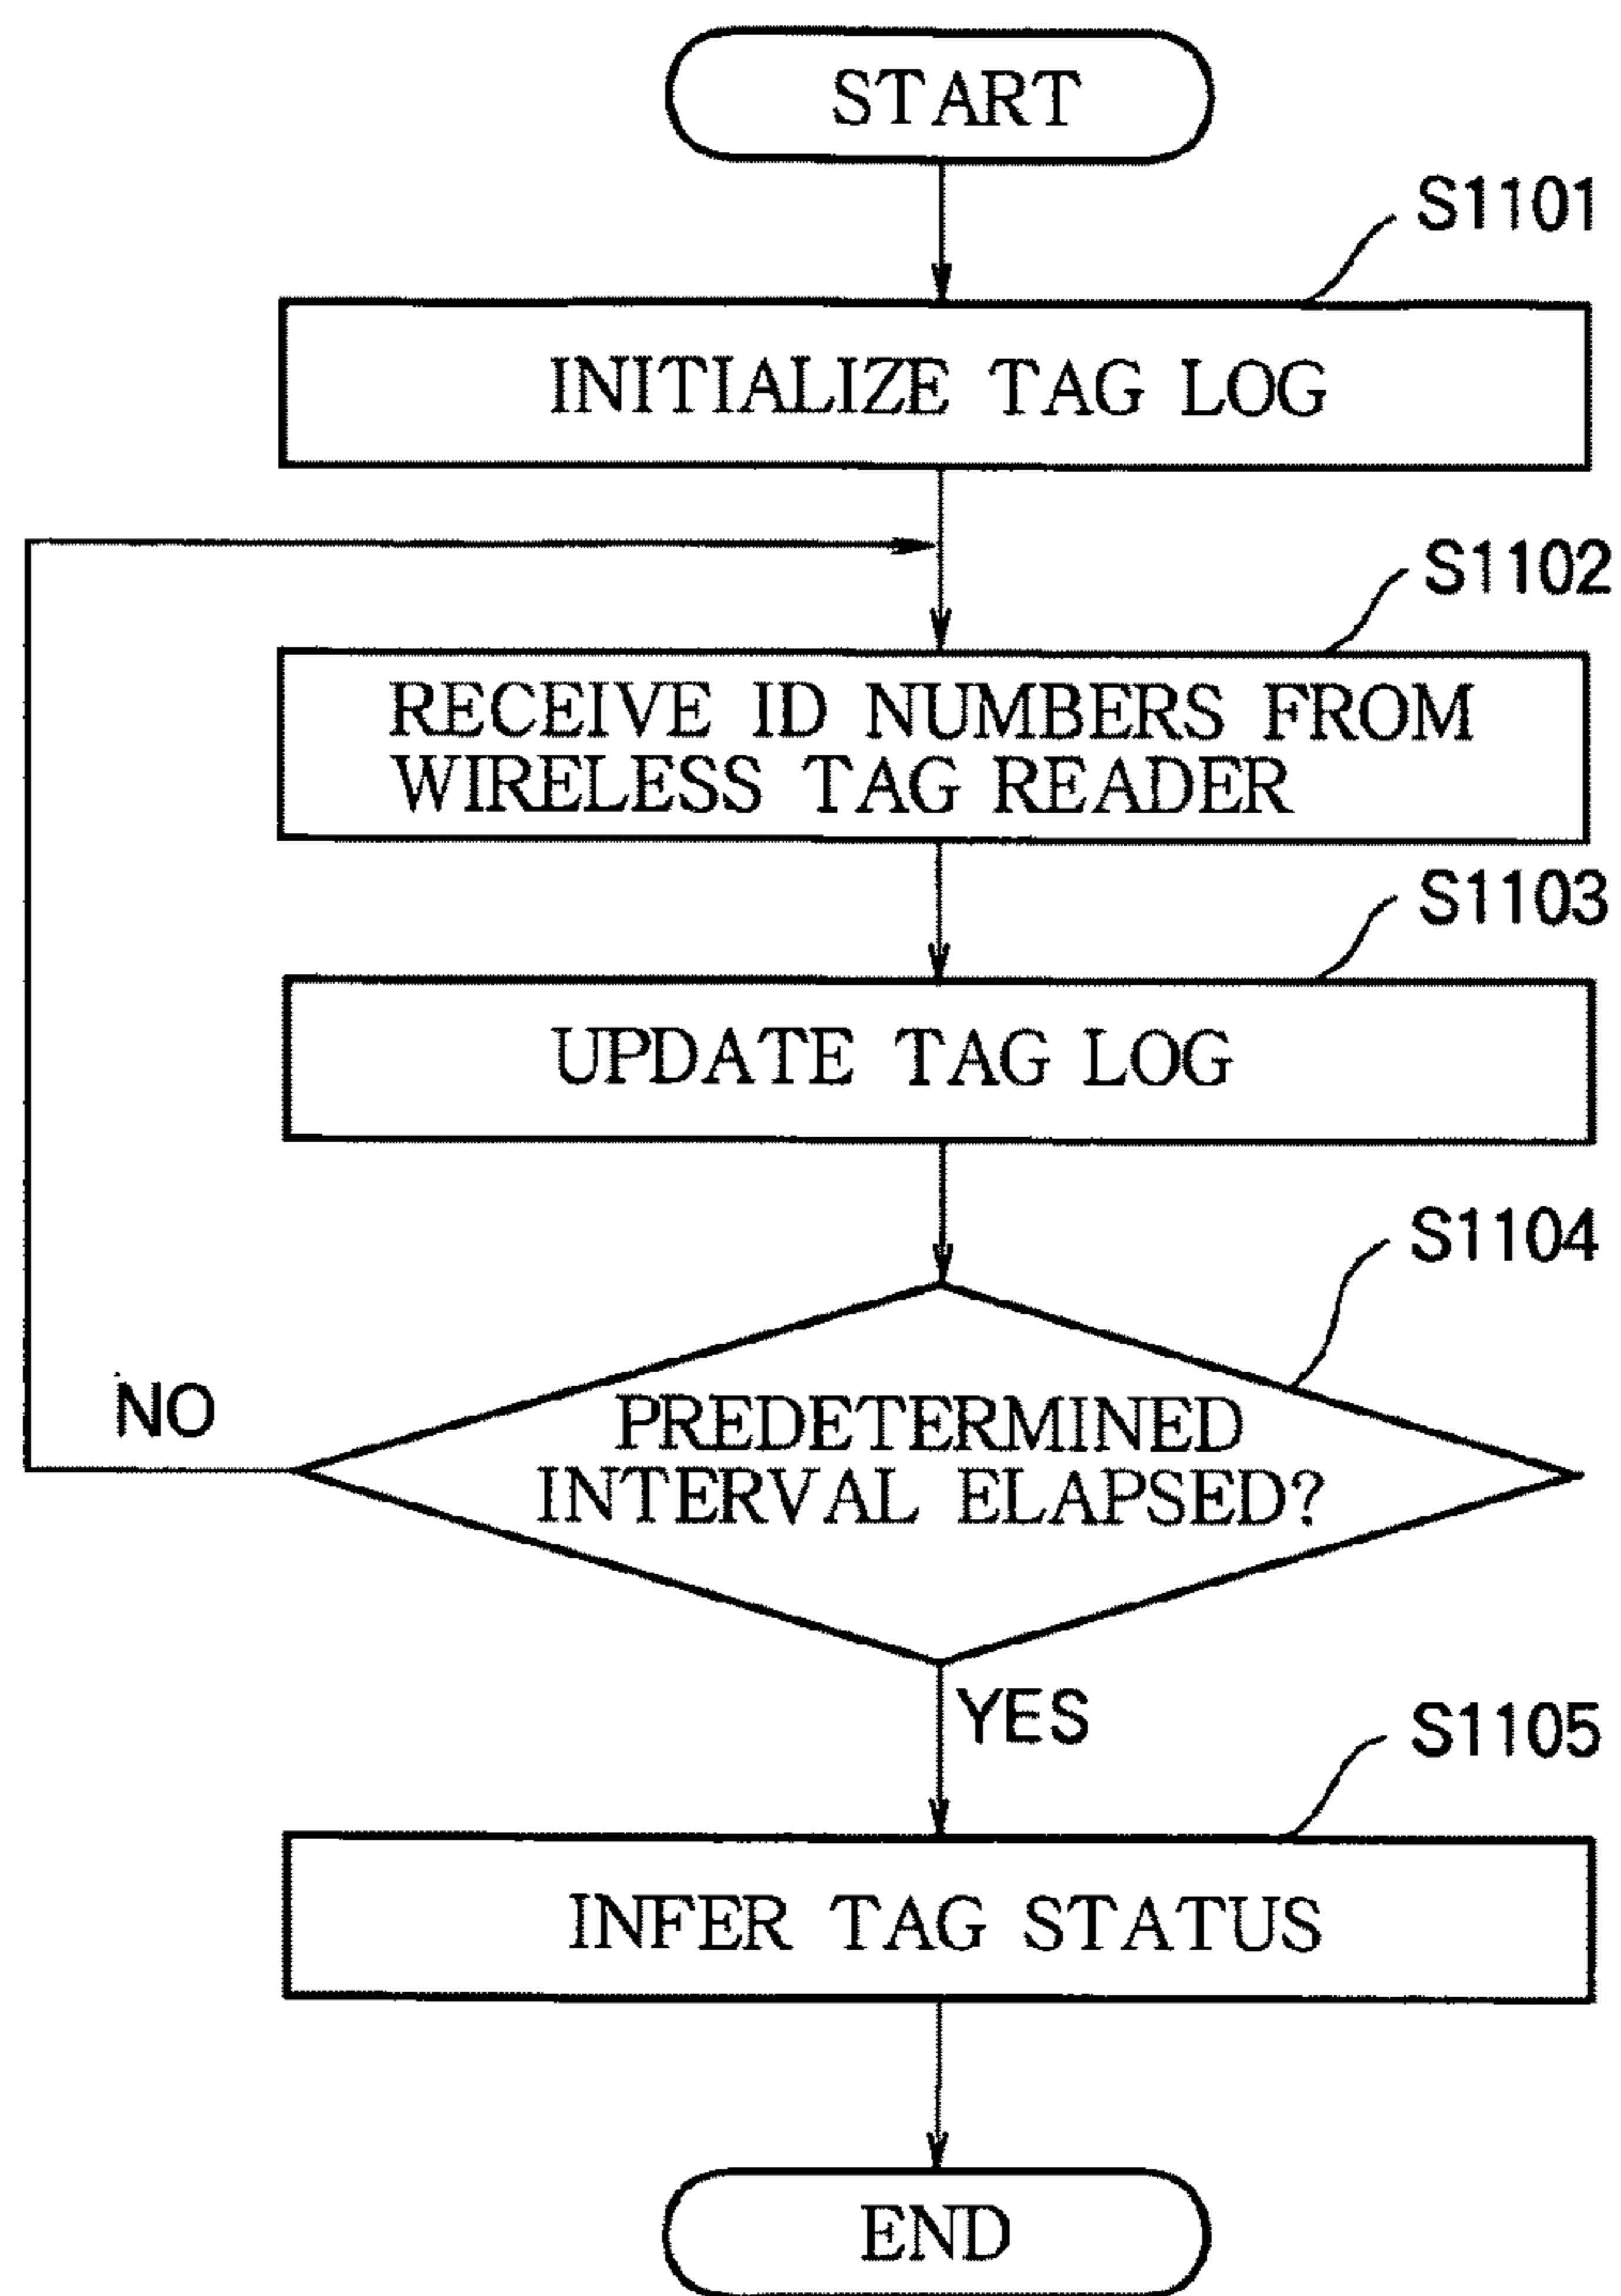 START
S1101
INITIALIZE TAG LOG
S1102
RECEIVE ID NUMBERS FROM
WIRELESS TAG READER
S1103
UPDATE TAG LOG
S1104
NO
PREDETERMINED
INTERVAL ELAPSED?
YES
S1105
INFER TAG STATUS
END